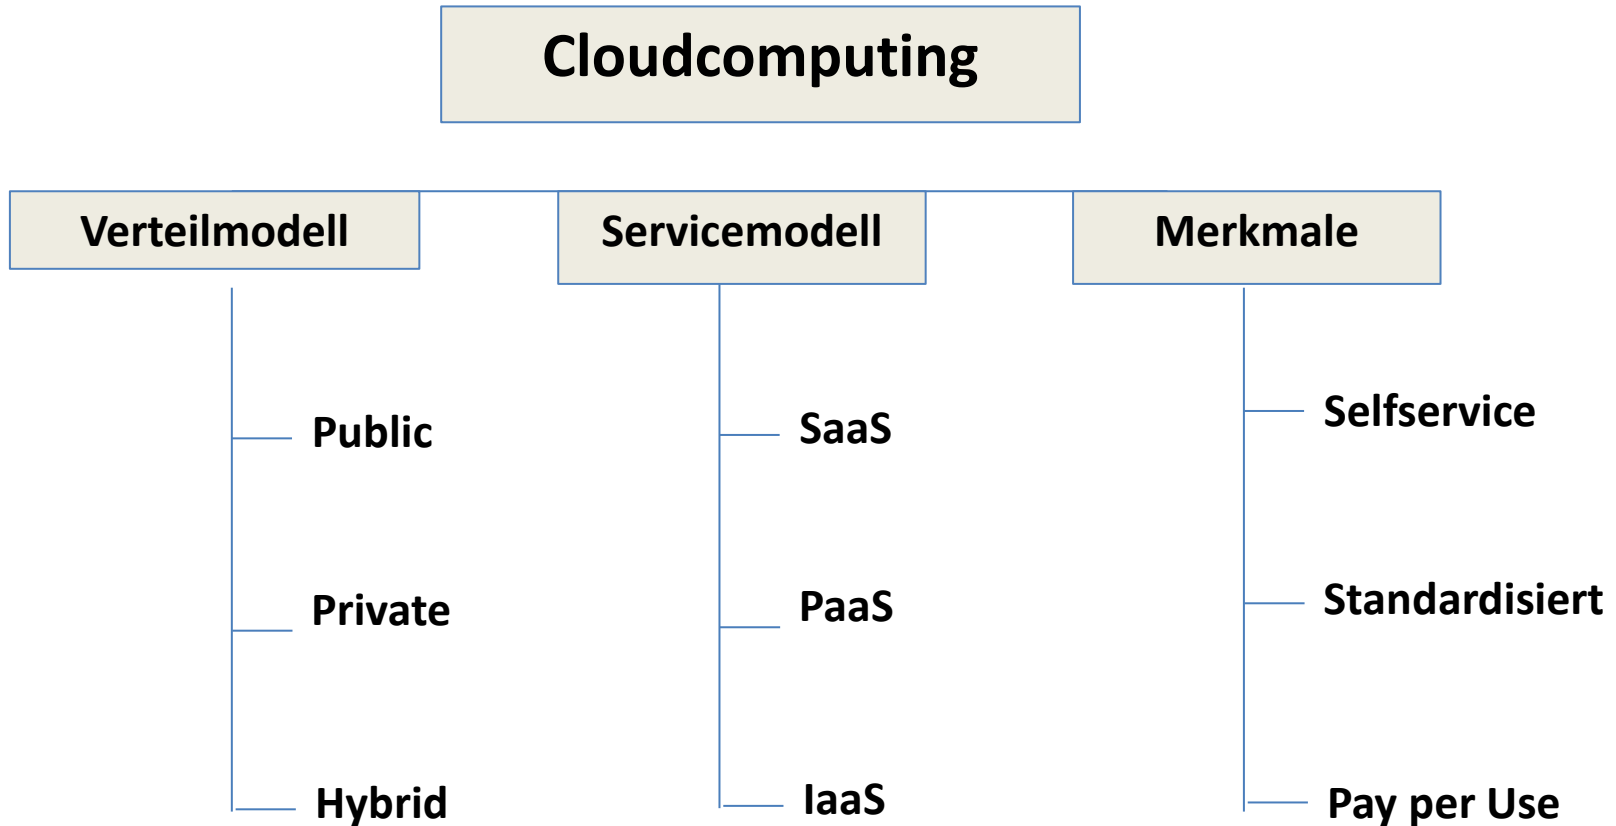 Cloudcomputing
Verteilmodell
Servicemodell
Merkmale
Public
Private
Hybrid
SaaS
PaaS
IaaS
Selfservice
Standardisiert
Pay per Use